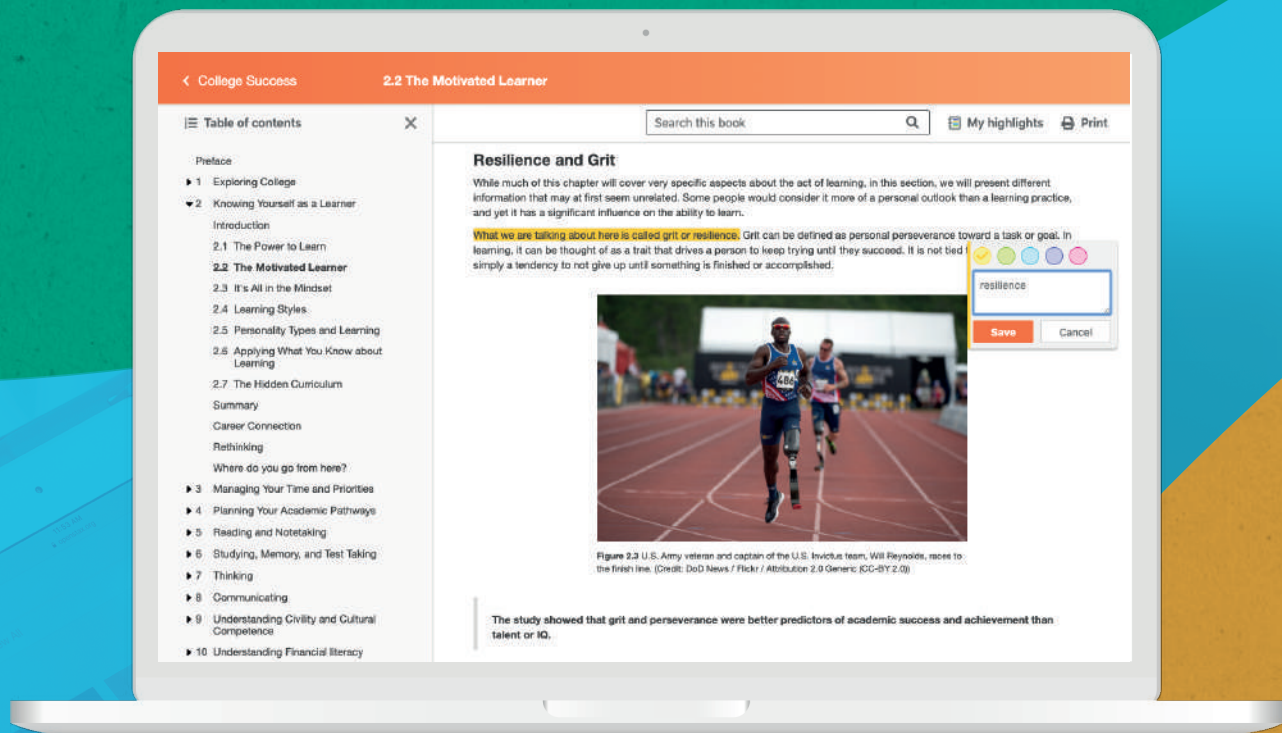 College Success
2.2 The Motivated Learner
Table of contents
Search this book
My highlights
Print
Preface
1 Exploring College
2 Knowing Yourself as a Learner
Introduction
2.1 The Power to Learn
2.2 The Motivated Learner
2.3 It's All in the Mindset
2.4 Learning Styles
2.5 Personality Types and Learning
2.6 Applying What You Know about
Learning
2.7 The Hidden Curriculum
Summary
Career Connection
Rethinking
Where do you go from here?
3 Managing Your Time and Priorities
4 Planning Your Academic Pathways
5 Reading and Notetaking
6 Studying, Memory, and Test Taking
7 Thinking
8 Communicating
9 Understanding Civility and Cultural
Competence
10 Understanding Financial literacy
Resilience and Grit
While much of this chapter will cover very specific aspects about the act of learning, in this section, we will present different
information that may at first seem unrelated. Some people would consider it more of a personal outlook than a learning practice,
and yet it has a significant influence on the ability to learn.
What we are talking about here is called grit or resilience. Grit can be defined as personal perseverance toward a task or goal. In
learning, it can be thought of as a trait that drives a person to keep trying until they succeed. It is not tied
simply a tendency to not give up until something is finished or accomplished.
resilience
Save
Cancel
486
Figure 2.3 U.S. Army veteran and captain of the U.S. Invictus team, Will Reynolds, races to
the finish line. (Credit: DoD News / Flickr / Attribution 2.0 Generic (CC-BY 2.0))
The study showed that grit and perseverance were better predictors of academic success and achievement than
talent or IQ.